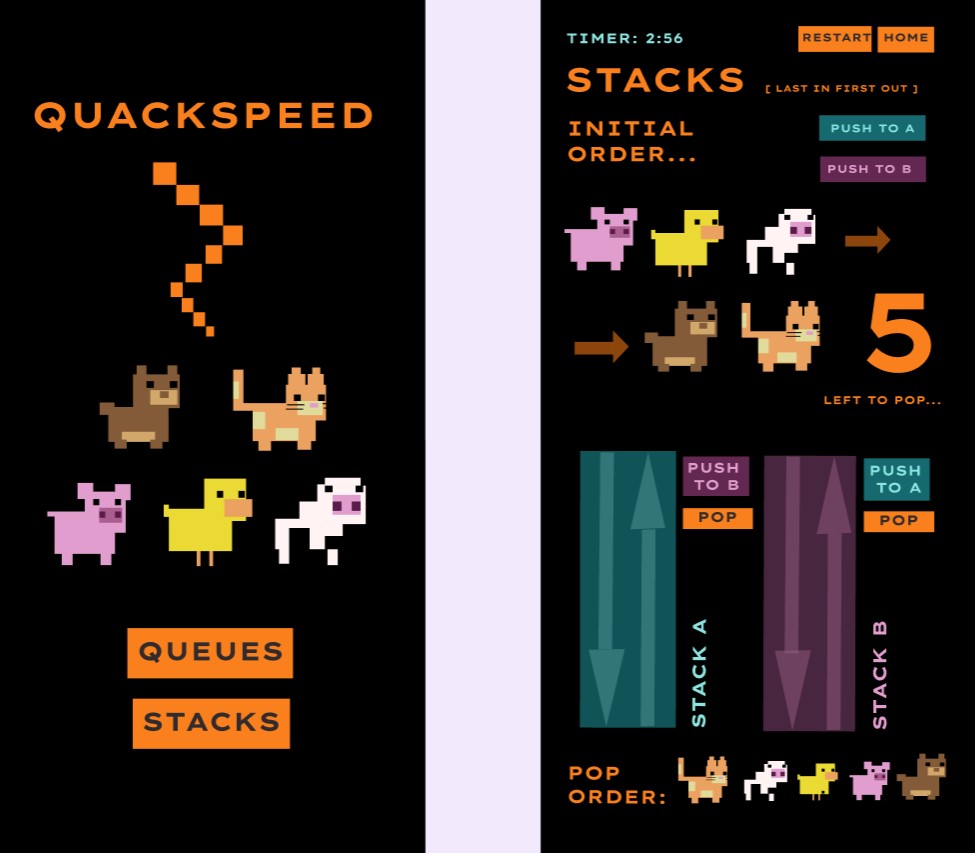 QUACKSPEED
QUEUES
STACKS
TIMER: 2:56
RESTART
HOME
STACKS
[ LAST IN FIRST OUT ]
INITIAL
ORDER...
PUSH TO A
PUSH TO B
5
LEFT TO POP...
PUSH
TO B
POP
STACK A
PUSH
TO A
POP
STACK B
POP
ORDER: